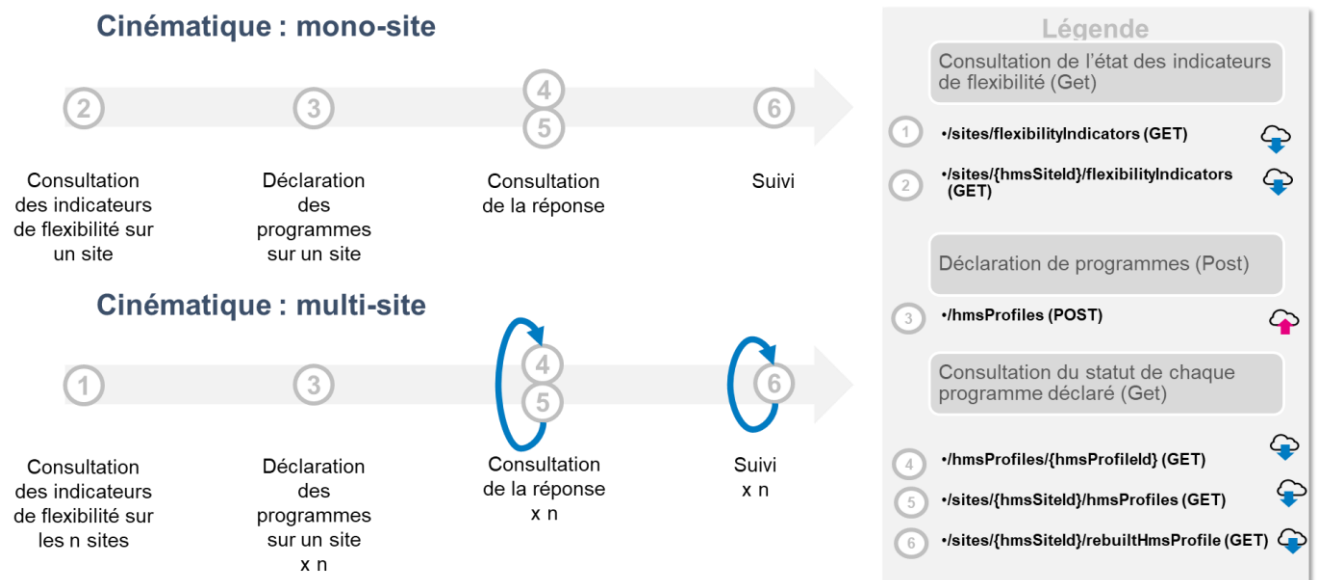 Cinématique : mono-site
2
3
4
5
6
Consultation
des indicateurs
de flexibilité sur
un site
Déclaration
des
programmes
sur un site
Consultation
de la réponse
Suivi
Cinématique : multi-site
1
3
4
5
6
Consultation
des indicateurs
de flexibilité sur
les n sites
Déclaration
des
programmes
sur un site
x n
Consultation
de la réponse
x n
Suivi
x n
Légende
Consultation de l'état des indicateurs
de flexibilité (Get)
1 •/sites/flexibilityIndicators (GET)
2 •/sites/{hmsSiteId}/flexibilityIndicators
(GET)
Déclaration de programmes (Post)
3 •/hmsProfiles (POST)
Consultation du statut de chaque
programme déclaré (Get)
4 •/hmsProfiles/{hmsProfileId} (GET)
5 •/sites/{hmsSiteId}/hmsProfiles (GET)
6 •/sites/{hmsSiteId}/rebuiltHmsProfile (GET)